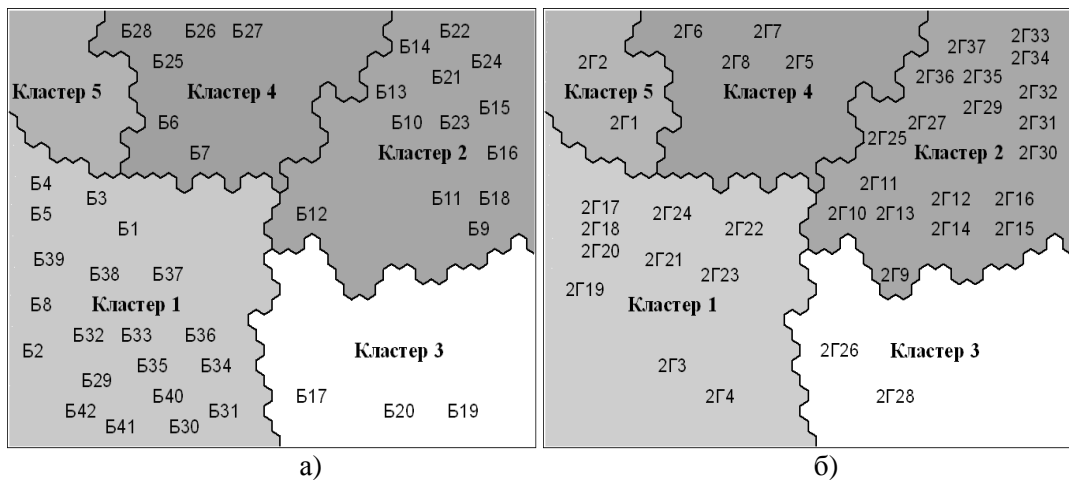 Б28 Б26 Б27 Б22
Б14
Б25 Б24
Б21
Кластер 5 Кластер 4 Б13
Б15
Б6 Б10 Б23
Б7 Кластер 2 Б16
Б4
Б3 Б11 Б18
Б5 Б12
Б1 Б9
Б39
Б38 Б37
Б8 Кластер 1
Б32 Б33 Б36
Б2 Кластер 3
Б35 Б34
Б29
Б40 Б17
Б42 Б31 Б20 Б19
Б41 Б30
а)
2Г6 2Г7 2Г33
2Г37
2Г2 2Г8 2Г5 2Г34
2Г36 2Г35
Кластер 5 Кластер 4 2Г32
2Г29
2Г1 2Г27 2Г31
2Г25
Кластер 2 2Г30
2Г11
2Г17 2Г24 2Г12 2Г16
2Г10 2Г13
2Г18 2Г22 2Г14 2Г15
2Г20
2Г21
2Г23 2Г9
2Г19
Кластер 1
2Г26 Кластер 3
2Г3
2Г4 2Г28
б)